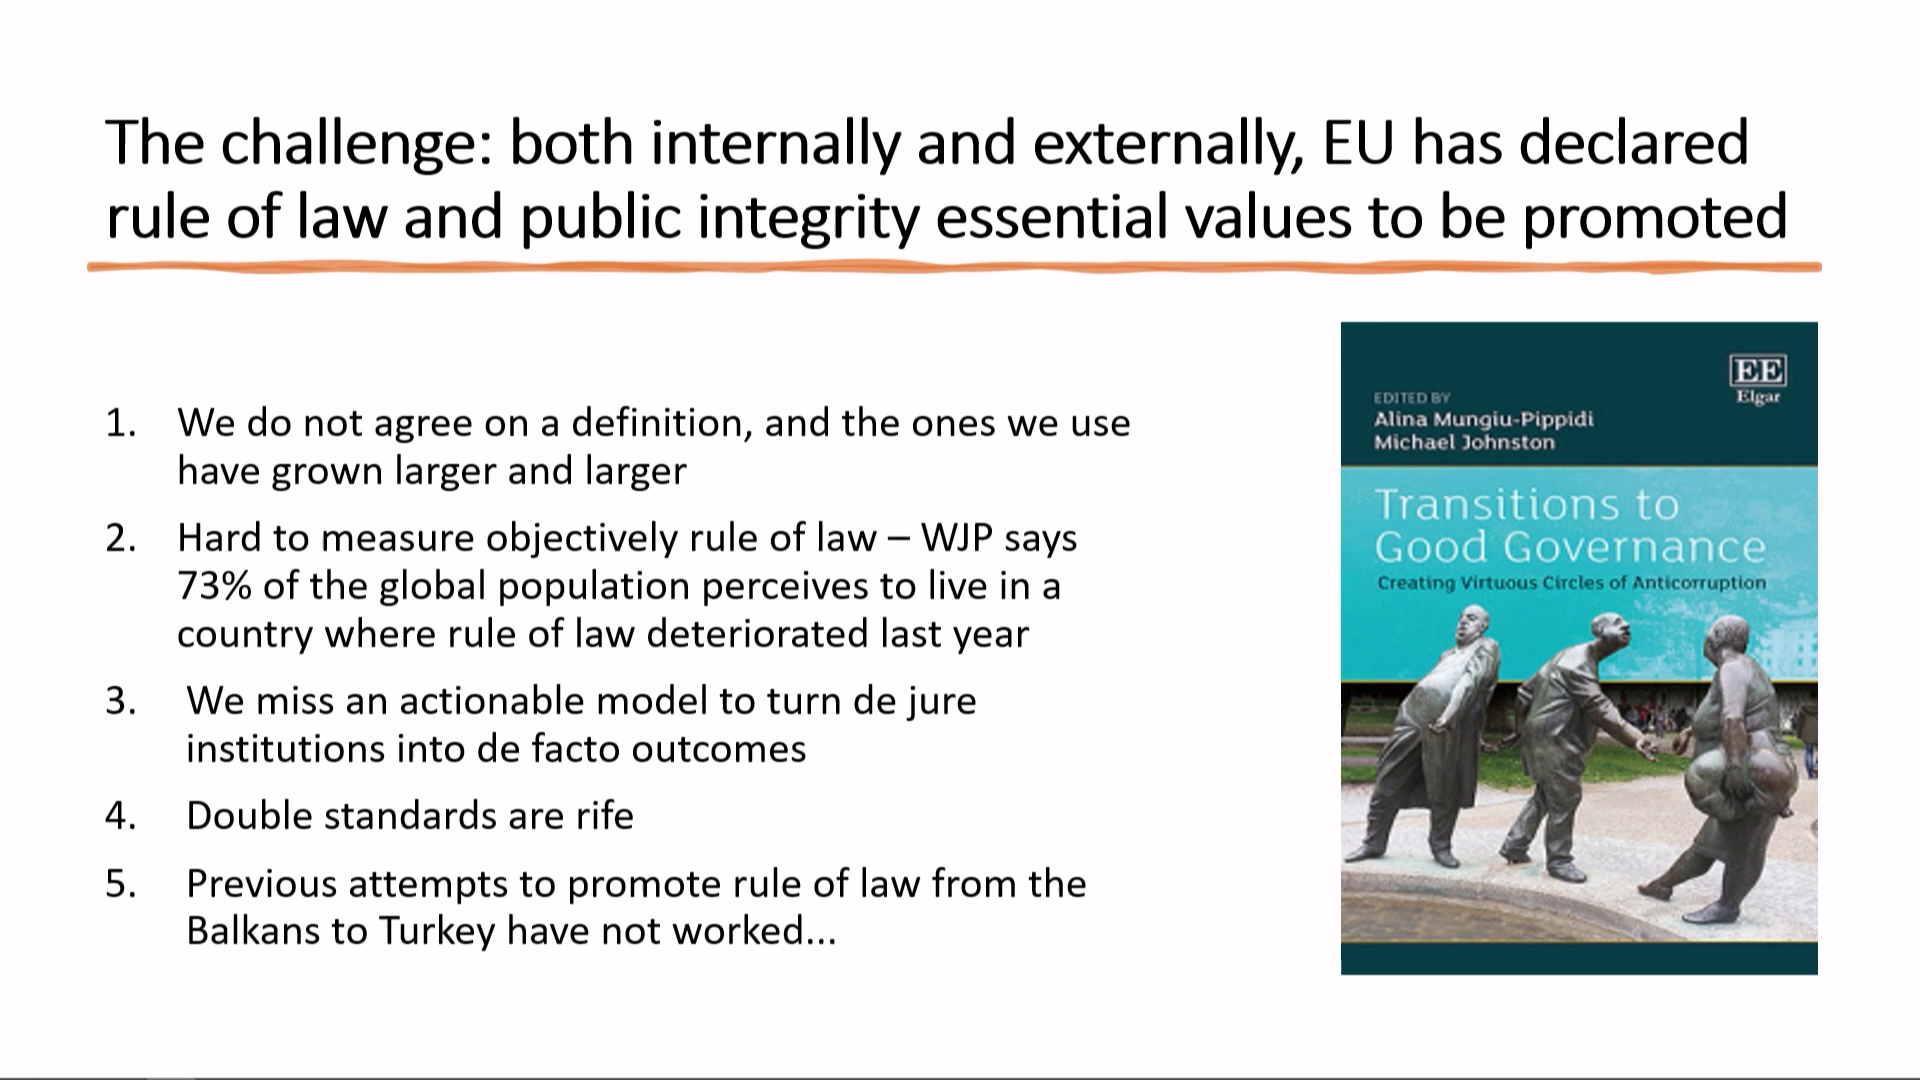 The challenge: both internally and externally, EU has declared
rule of law and public integrity essential values to be promoted
1. We do not agree on a definition, and the ones we use
have grown larger and larger
2. Hard to measure objectively rule of law – WJP says
73% of the global population perceives to live in a
country where rule of law deteriorated last year
3. We miss an actionable model to turn de jure
institutions into de facto outcomes
4. Double standards are rife
5. Previous attempts to promote rule of law from the
Balkans to Turkey have not worked...
EE
Elgar
EDITED BY
Alina Mungiu-Pippidi
Michael Johnston
Transitions to
Good Governance
Creating Virtuous Circles of Anticorruption